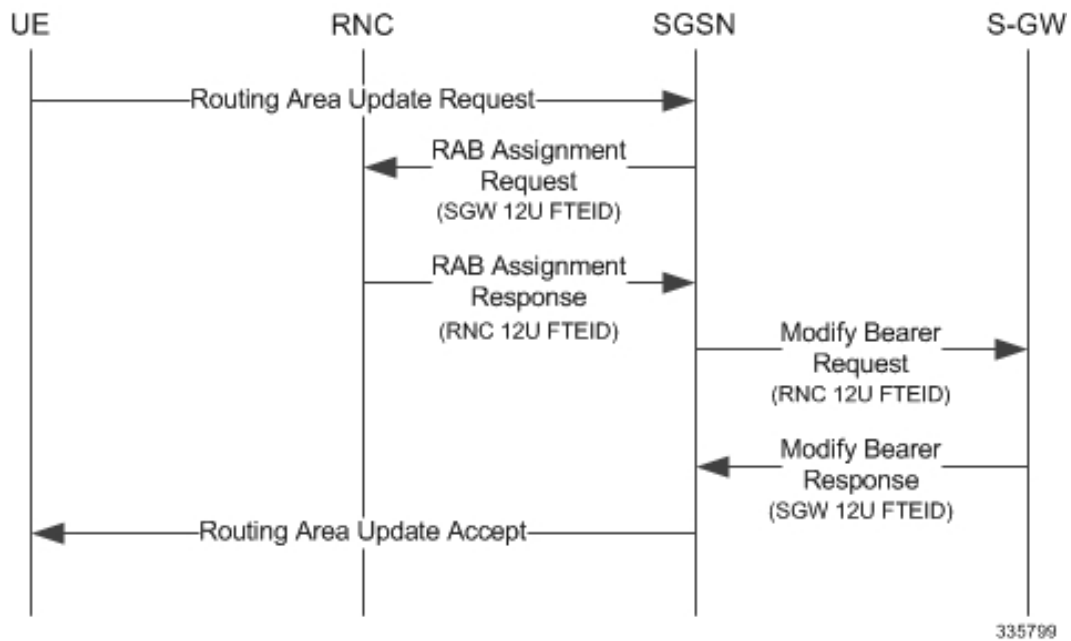 UE RNC SGSN S-GW
Routing Area Update Request
RAB Assignment
Request
(SGW 12U FTEID)
RAB Assignment
Response
(RNC 12U FTEID)
Modify Bearer
Request
(RNC 12U FTEID)
Modify Bearer
Response
(SGW 12U FTEID)
Routing Area Update Accept
335799